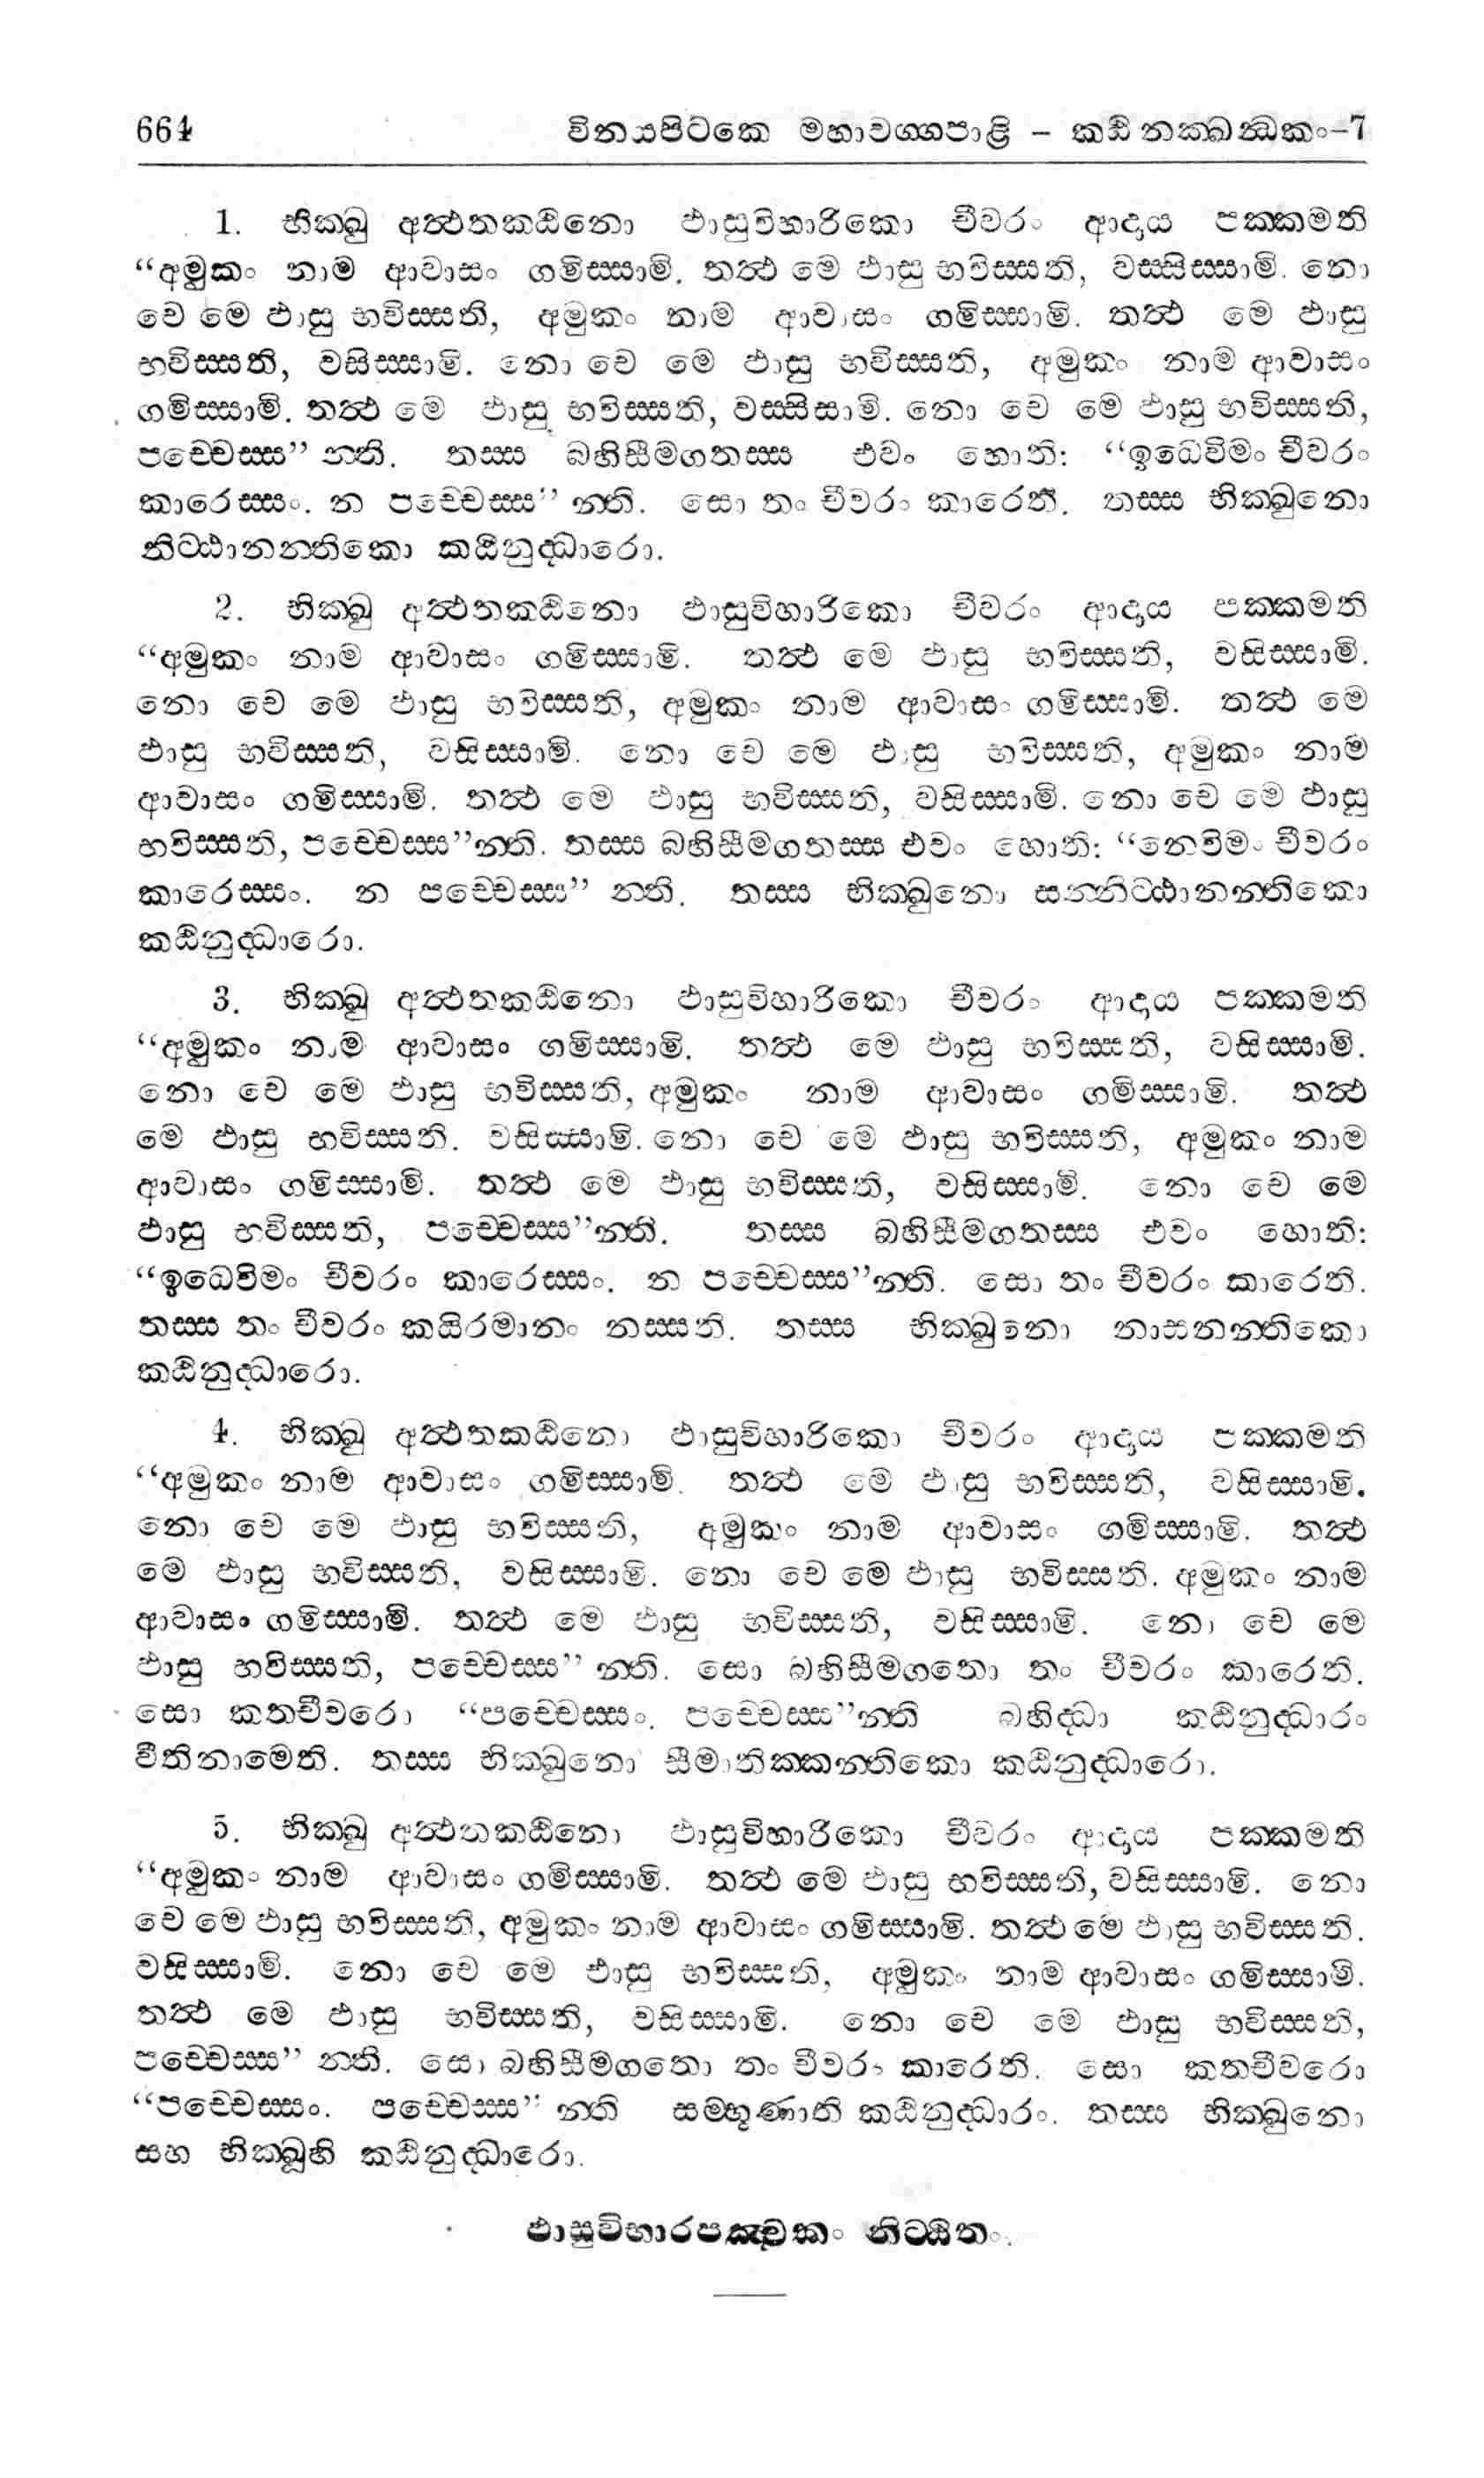 664 විනයපිටකෙ මහාවග්ගපාළි – කඨිනක්ඛන්ධකං–7
1. භික්ඛු අත්ථතකඨිනො ඵාසුවිහාරිකො චීවරං ආදාය පක්කමති
“අමුකං නාම ආවාසං ගමිස්සාමි. තත්ථ මෙ ඵාසු භවිස්සති, වස්සිස්සාමි. නො
චෙ මෙ ඵාසු භවිස්සති, අමුකං නාම ආවාසං ගමිස්සාමි. තත්ථ මෙ ඵාසු
භවිස්සති, වසිස්සාමි. නො චෙ මෙ ඵාසු භවිස්සති, අමුකං නාම ආවාසං
ගමිස්සාමි. තත්ථ මෙ ඵාසු භවිස්සති, වස්සිසාමි. නො චෙ මෙ ඵාසු භවිස්සති,
පච්චෙස්ස” න්ති. තස්ස බහිසීමගතස්ස එවං හොති: “ඉධෙවිමං චීවරං
කාරෙස්සං. න පච්චෙස්ස” න්ති. සො තං චීවරං කාරෙති. තස්ස භික්ඛුනො
නිට්ඨානන්තිකො කඨිනුද්ධාරො.
2. භික්ඛු අත්ථතකඨිනො ඵාසුවිහාරිකො චීවරං ආදාය පක්කමති
“අමුකං නාම ආවාසං ගමිස්සාමි. තත්ථ මෙ ඵාසු භවිස්සති, වසිස්සාමි.
නො චෙ මෙ ඵාසු භවිස්සති, අමුකං නාම ආවාසං ගමිස්සාමි. තත්ථ මෙ
ඵාසු භවිස්සති, වසිස්සාමි. නො චෙ මෙ ඵාසු භවිස්සති, අමුකං නාම
ආවාසං ගමිස්සාමි. තත්ථ මෙ ඵාසු භවිස්සති, වසිස්සාමි. නො චෙ මෙ ඵාසු
භවිස්සති, පච්චෙස්ස”න්ති. තස්ස බහිසීමගතස්ස එවං හොති: “නෙවිමං චීවරං
කාරෙස්සං. න පච්චෙස්ස” න්ති. තස්ස භික්ඛුනො සන්නිට්ඨානන්තිකො
කඨිනුද්ධාරො.
3. භික්ඛු අත්ථතකඨිනො ඵාසුවිහාරිකො චීවරං ආදාය පක්කමති
“අමුකං නාම ආවාසං ගමිස්සාමි. තත්ථ මෙ ඵාසු භවිස්සති, වසිස්සාමි.
නො චෙ මෙ ඵාසු භවිස්සති, අමුකං නාම ආවාසං ගමිස්සාමි. තත්ථ
මෙ ඵාසු භවිස්සති. වසිස්සාමි. නො චෙ මෙ ඵාසු භවිස්සති, අමුකං නාම
ආවාසං ගමිස්සාමි. තත්ථ මෙ ඵාසු භවිස්සති, වසිස්සාමි. නො චෙ මෙ
ඵාසු භවිස්සති, පච්චෙස්ස”න්ති. තස්ස බහිසීමගතස්ස එවං හොති:
“ඉධෙවිමං චීවරං කාරෙස්සං. න පච්චෙස්ස”න්ති. සො තං චීවරං කාරෙති.
තස්ස තං චීවරං කයිරමානං නස්සති. තස්ස භික්ඛුනො නාසනන්තිකො
කඨිනුද්ධාරො.
4. භික්ඛු අත්ථතකඨිනො ඵාසුවිහාරිකො චීවරං ආදාය පක්කමති
“අමුකං නාම ආවාසං ගමිස්සාමි. තත්ථ මෙ ඵාසු භවිස්සති, වසිස්සාමි.
නො චෙ මෙ ඵාසු භවිස්සති, අමුකං නාම ආවාසං ගමිස්සාමි. තත්ථ
මෙ ඵාසු භවිස්සති, වසිස්සාමි. නො චෙ මෙ ඵාසු භවිස්සති. අමුකං නාම
ආවාසං ගමිස්සාමි. තත්ථ මෙ ඵාසු භවිස්සති, වසිස්සාමි. නො චෙ මෙ
ඵාසු භවිස්සති, පච්චෙස්ස” න්ති. සො බහිසීමගතො තං චීවරං කාරෙති.
සො කතචීවරො “පච්චෙස්සං. පච්චෙස්ස”න්ති බහිද්ධා කඨිනුද්ධාරං
වීතිනාමෙති. තස්ස භික්ඛුනො සීමාතික්කන්තිකො කඨිනුද්ධාරො.
5. භික්ඛු අත්ථතකඨිනො ඵාසුවිහාරිකො චීවරං ආදාය පක්කමති
“අමුකං නාම ආවාසං ගමිස්සාමි. තත්ථ මෙ ඵාසු භවිස්සති, වසිස්සාමි. නො
චෙ මෙ ඵාසු භවිස්සති, අමුකං නාම ආවාසං ගමිස්සාමි. තත්ථ මෙ ඵාසු භවිස්සති.
වසිස්සාමි. නො චෙ මෙ ඵාසු භවිස්සති, අමුකං නාම ආවාසං ගමිස්සාමි.
තත්ථ මෙ ඵාසු භවිස්සති, වසිස්සාමි. නො චෙ මෙ ඵාසු භවිස්සති,
පච්චෙස්ස” න්ති. සො බහිසීමගතො තං චීවරං කාරෙති. සො කතචීවරො
“පච්චෙස්සං. පච්චෙස්ස” න්ති සම්භුණාති කඨිනුද්ධාරං. තස්ස භික්ඛුනො
සහ භික්ඛූහි කඨිනුද්ධාරො.
ඵාසුවිහාරපඤ්චකං නිට්ඨිතං.